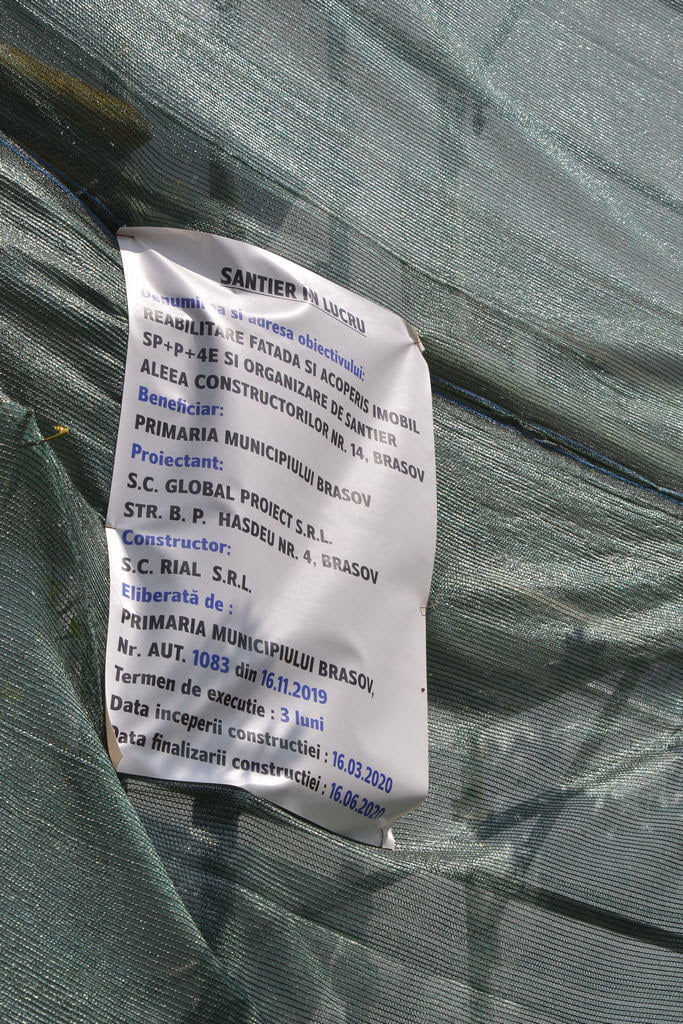 SANTIER IN LUCRU
Denumirea si adresa obiectivului:
REABILITARE FATADA SI ACOPERIS IMOBIL
SP+P+4E SI ORGANIZARE DE SANTIER
ALEEA CONSTRUCTORILOR NR. 14, BRASOV
Beneficiar:
PRIMARIA MUNICIPIULUI BRASOV
Proiectant:
S.C. GLOBAL PROIECT S.R.L.
STR. B. P. HASDEU NR. 4, BRASOV
Constructor:
S.C. RIAL S.R.L.
Eliberată de :
PRIMARIA MUNICIPIULUI BRASOV,
Nr. AUT. 1083 din 16.11.2019
Termen de executie : 3 luni
Data inceperii constructiei : 16.03.2020
Data finalizarii constructiei : 16.06.2020